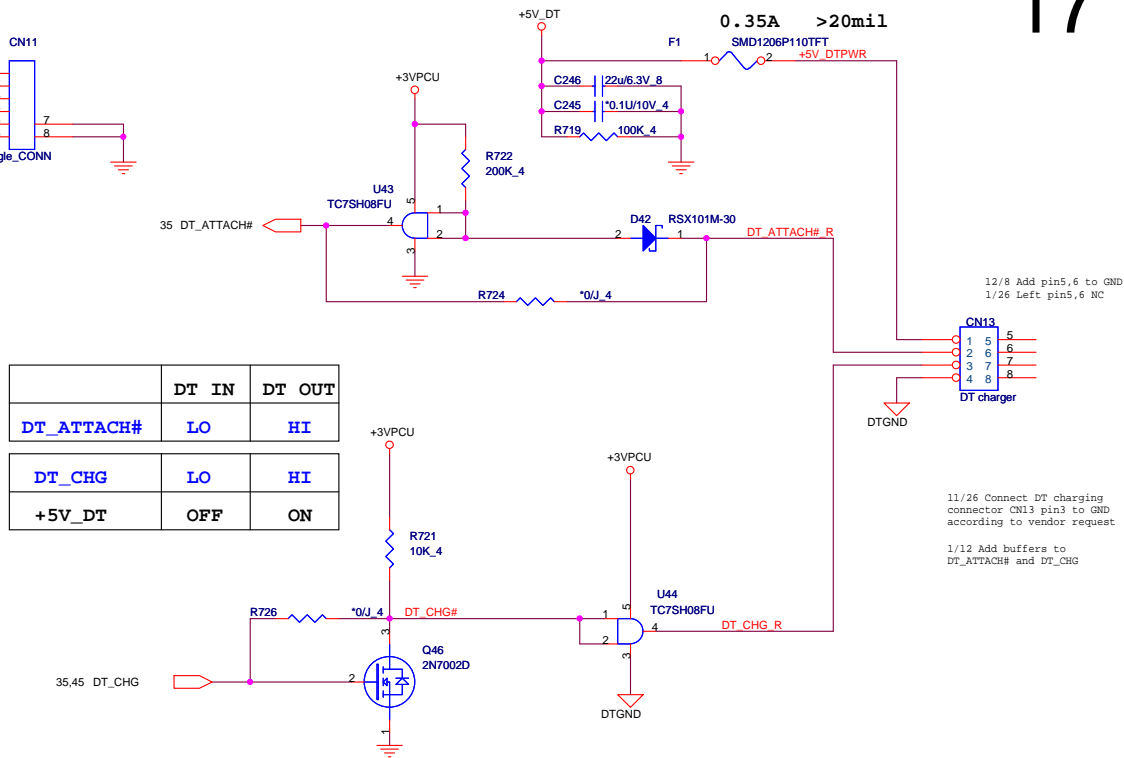 17
+5V_DT
0.35A >20mil
CN11
F1 SMD1206P110TFT
1 2 +5V_DTPWR
+3VPCU
C246 22u/6.3V_8
C245 *0.1U/10V_4
R719 100K_4
7
8
gle_CONN
R722
200K_4
U43
TC7SH08FU
5
1
35 DT_ATTACH# 4
2
3
D42 RSX101M-30
2 1 DT_ATTACH#_R
R724 *0/J_4
12/8 Add pin5,6 to GND
1/26 Left pin5,6 NC
CN13
1 5 5
2 6 6
3 7 7
4 8 8
DT charger
DTGND
DT IN DT OUT
DT_ATTACH# LO HI
DT_CHG LO HI
+5V_DT OFF ON
+3VPCU
+3VPCU
R721
10K_4
11/26 Connect DT charging
connector CN13 pin3 to GND
according to vendor request
1/12 Add buffers to
DT_ATTACH# and DT_CHG
U44
TC7SH08FU
R726 *0/J_4 DT_CHG#
5
1
4 DT_CHG_R
2
3
3
Q46
2N7002D
35,45 DT_CHG 2
1
DTGND